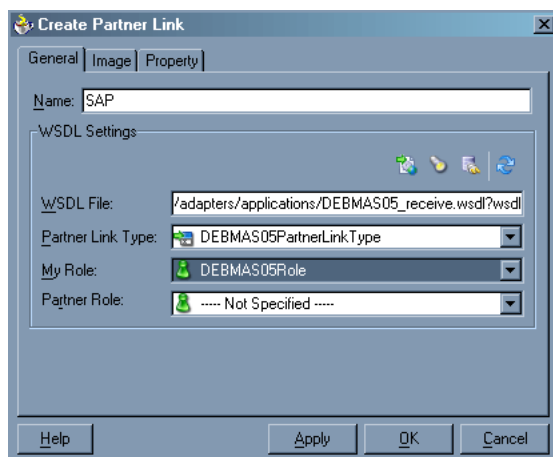 Create Partner Link
General Image Property
Name: SAP
WSDL Settings
WSDL File: /adapters/applications/DEBMAS05_receive.wsdl?wsdl
Partner Link Type: DEBMAS05PartnerLinkType
My Role: DEBMAS05Role
Partner Role: ----- Not Specified -----
Help Apply OK Cancel